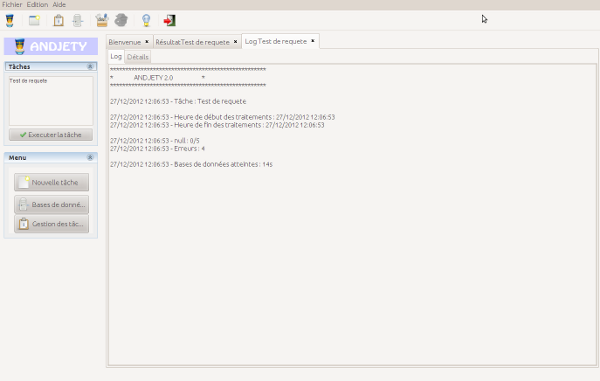 Fichier Edition Aide
ANDJETY
Tâches
Test de requete
Executer la tâche
Menu
Nouvelle tâche
Bases de donné...
Gestion des tâc...
Bienvenue RésultatTest de requete LogTest de requete
Log Détails
****************************************************
* ANDJETY 2.0 *
****************************************************
27/12/2012 12:06:53 - Tâche : Test de requete
27/12/2012 12:06:53 - Heure de début des traitements : 27/12/2012 12:06:53
27/12/2012 12:06:53 - Heure de fin des traitements : 27/12/2012 12:06:53
27/12/2012 12:06:53 - null : 0/5
27/12/2012 12:06:53 - Erreurs : 4
27/12/2012 12:06:53 - Bases de données atteintes : 14s